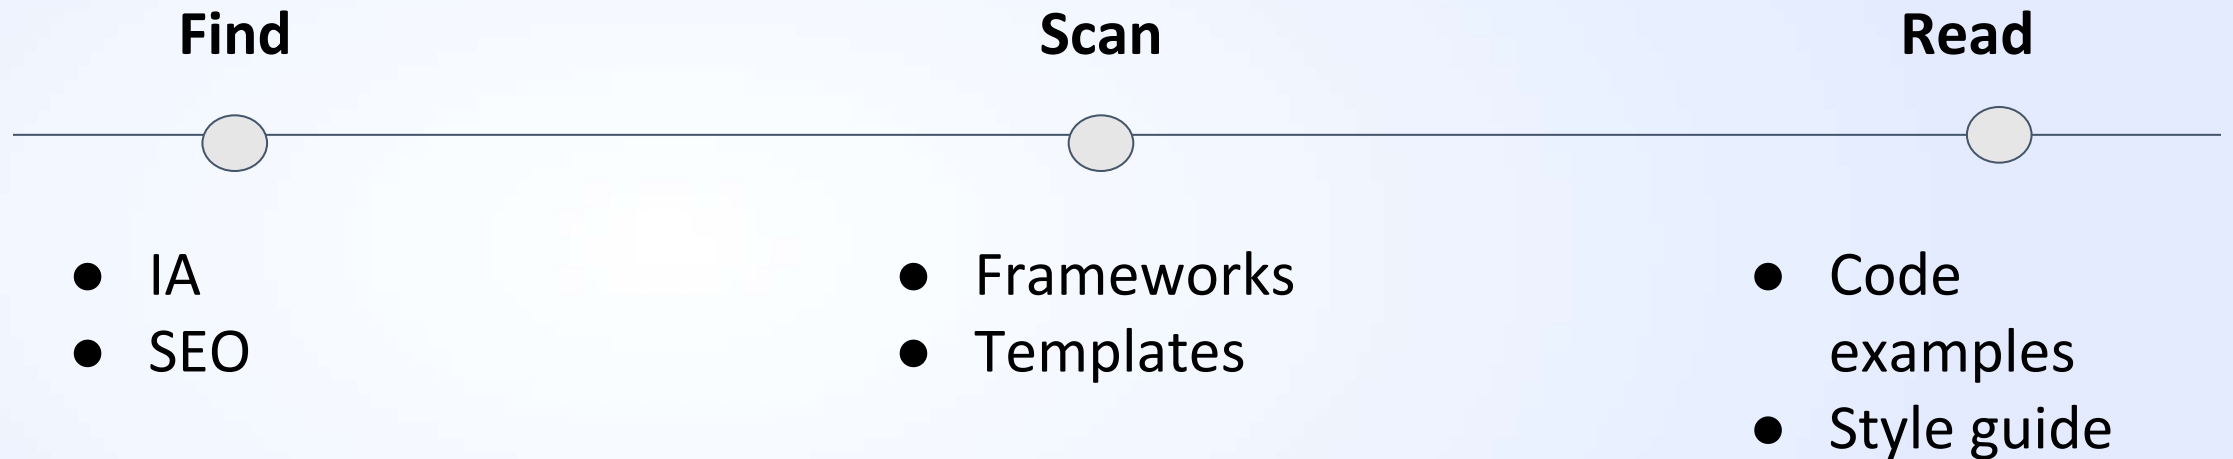 Find
Scan
Read
● IA
● SEO
● Frameworks
● Templates
● Code
examples
● Style guide